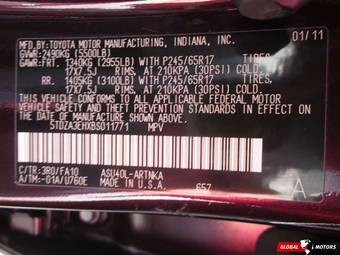 MFD.BY:TOYOTA MOTOR MANUFACTURING, INDIANA, INC. 01/11
GVWR:2490KG (5500LB)
GAWR:FRT. 1340KG (2955LB)WITH P245/65R17 TIRES,
17X7.5J RIMS, AT 210KPA (30PSI) COLD
RR. 1405KG (3100LB)WITH P245/65R17 TIRES,
17X7.5J RIMS, AT 210KPA (30PSI) COLD
THIS VEHICLE CONFORMS TO ALL APPLICABLE FEDERAL MOTOR
VEHICLE SAFETY AND THEFT PREVENTION STANDARDS IN EFFECT ON
THE DATE OF MANUFACTURE SHOWN ABOVE.
5TDZA3EHXBS011771 MPV
C/TR:3R0/FA10 ASU40L-ARTNKA
A/TM:-01A/U760E MADE IN U.S.A. 657 A
GLOBAL MOTORS